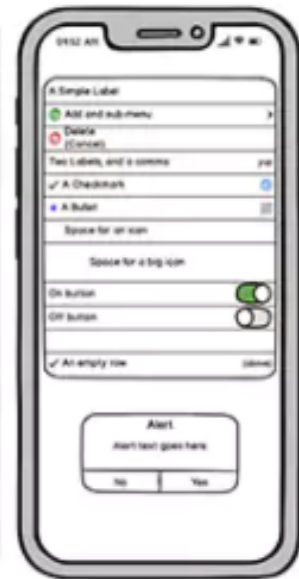 09:52 AM
A Simple Label
Add and sub-menu
Delete
(Cancel)
Two Labels, and a comma yup
A Checkmark
A Bullet
Space for an icon
Space for a big icon
On button
Off button
An empty row (above)
Alert
Alert text goes here
No Yes